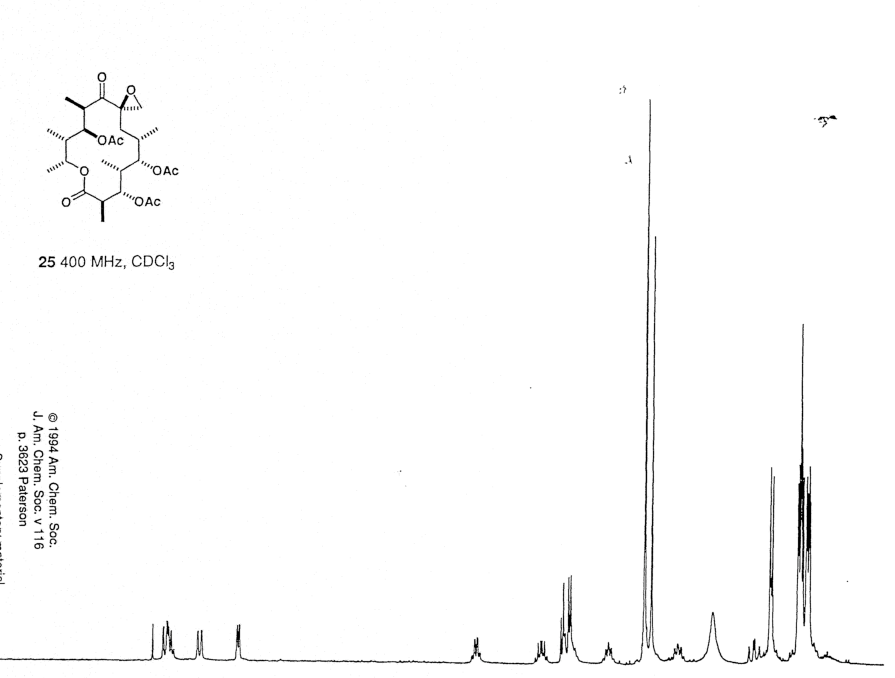 O
O
OAc
OAc
O
O
OAc
25 400 MHz, CDCl3
© 1994 Am. Chem. Soc.
J. Am. Chem. Soc. v 116
p. 3623 Paterson